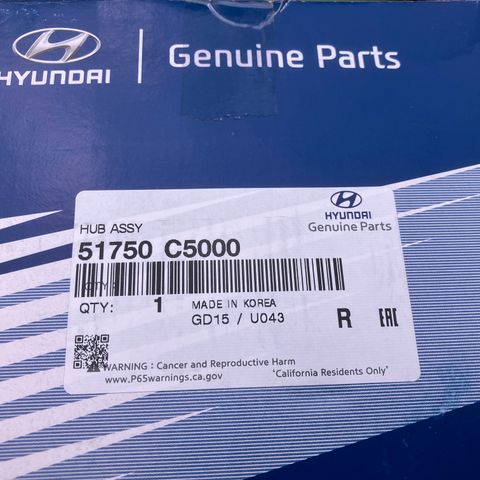 HYUNDAI
Genuine Parts
HUB ASSY
HYUNDAI
Genuine Parts
51750 C5000
QTY: 1
MADE IN KOREA
GD15 / U043
R
EAC
WARNING : Cancer and Reproductive Harm
www.P65warnings.ca.gov
'California Residents Only'